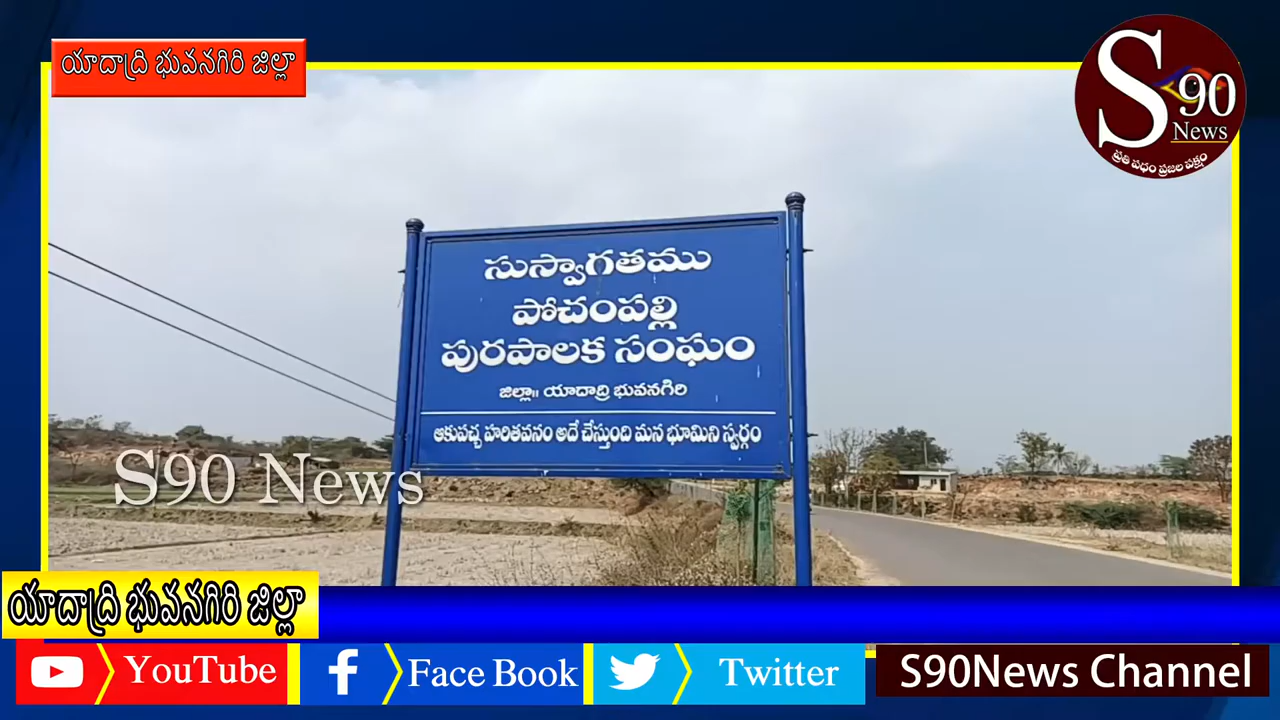 యాదాద్రి భువనగిరి జిల్లా
S90
News
ప్రతి పధం ప్రజల పక్షం
సుస్వాగతము
పోచంపల్లి
పురపాలక సంఘం
జిల్లా॥ యాదాద్రి భువనగిరి
ఆకుపచ్చ హరితవనం అదే చేస్తుంది మన భూమిని స్వర్గం
S90 News
యాదాద్రి భువనగిరి జిల్లా
YouTube
Face Book
Twitter
S90News Channel